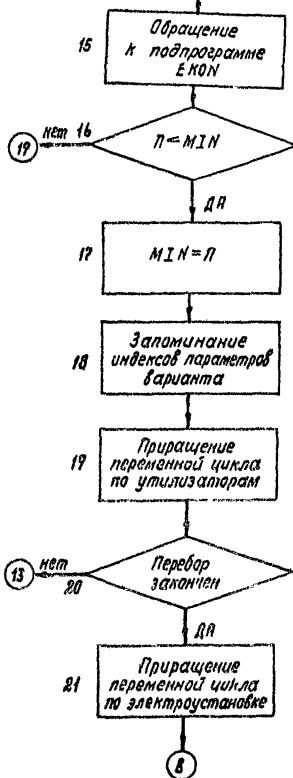 Обращение
15 к подпрограмме
EKON
нет 16
19 П<MIN
ДА
17 MIN=П
Запоминание
18 индексов параметров
варианта
Приращение
19 переменной цикла
по утилизаторам
нет Перебор
13 20 закончен
ДА
Приращение
21 переменной цикла
по электроустановке
8